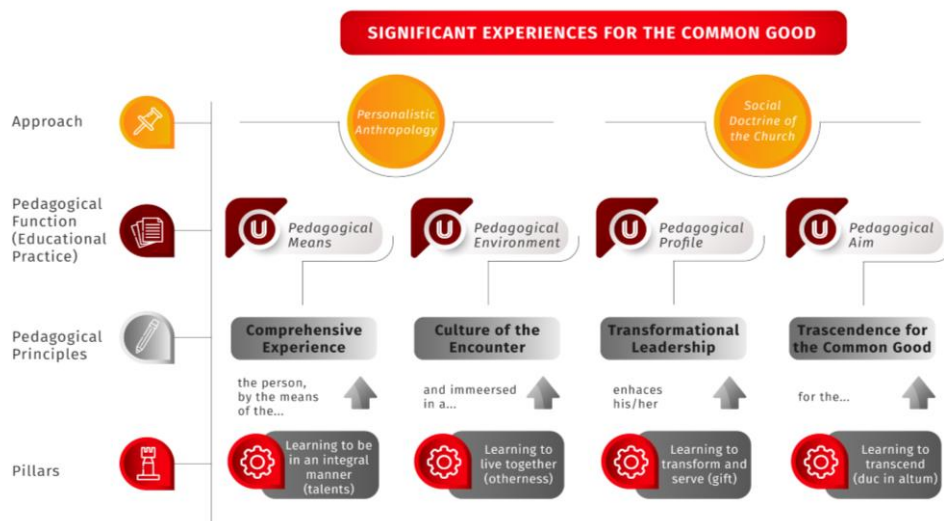 SIGNIFICANT EXPERIENCES FOR THE COMMON GOOD
Approach
Personalistic
Anthropology
Social
Doctrine of
the Church
Pedagogical
Function
(Educational
Practice)
U
Pedagogical
Means
U
Pedagogical
Environment
U
Pedagogical
Profile
U
Pedagogical
Aim
Pedagogical
Principles
Comprehensive
Experience
Culture of the
Encounter
Transformational
Leadership
Trascendence for
the Common Good
the person,
by the means
of the...
and immeersed
in a...
enhaces
his/her
for the...
Pillars
Learning to be
in an integral
manner
(talents)
Learning to
live together
(otherness)
Learning to
transform and
serve (gift)
Learning to
transcend
(duc in altum)